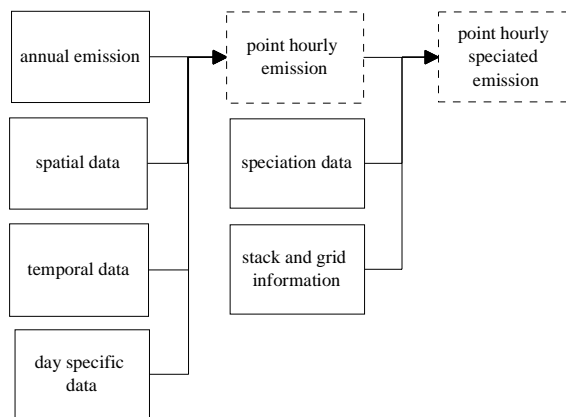 annual emission
point hourly
emission
point hourly
speciated
emission
spatial data
speciation data
temporal data
stack and grid
information
day specific
data